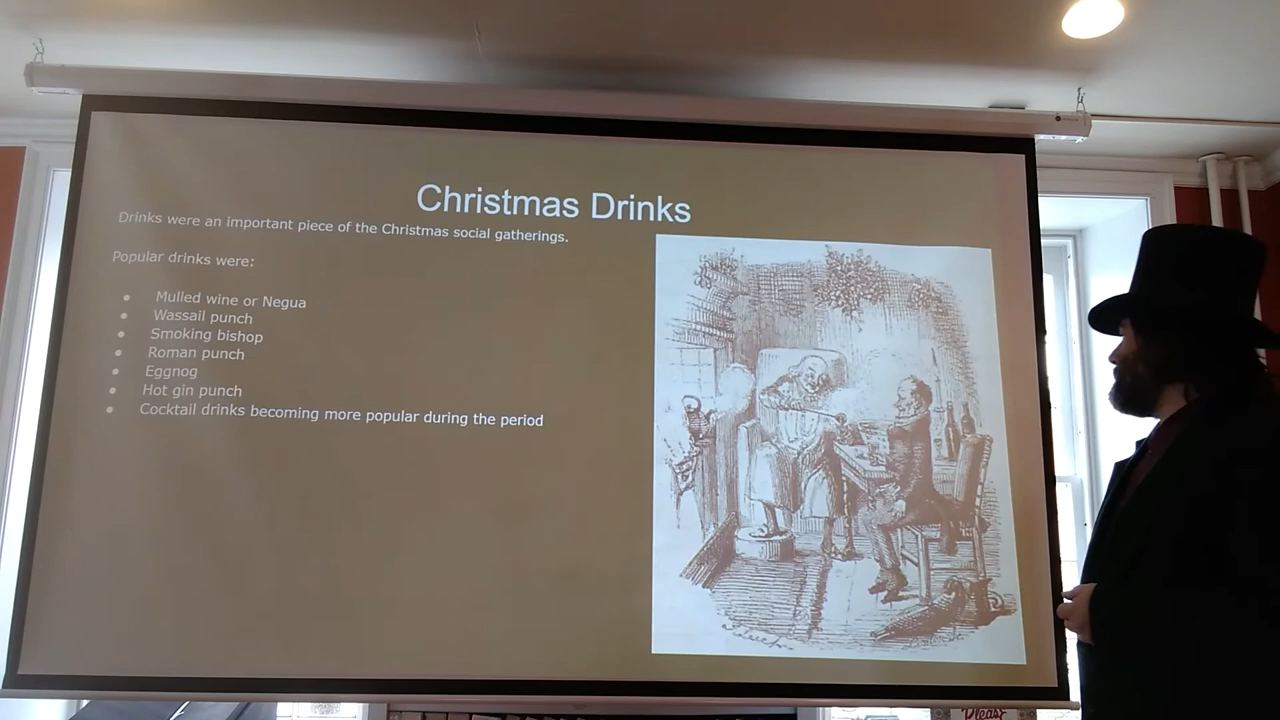 Christmas Drinks
Drinks were an important piece of the Christmas social gatherings.
Popular drinks were:
Mulled wine or Negua
Wassail punch
Smoking bishop
Roman punch
Eggnog
Hot gin punch
Cocktail drinks becoming more popular during the period
Please